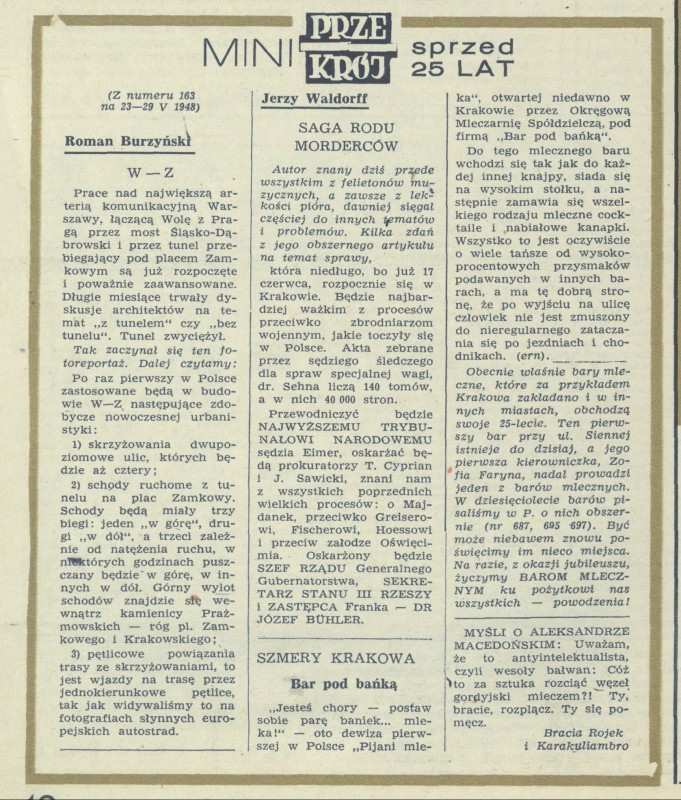 MINI PRZE KRÓJ sprzed 25 LAT
(Z numeru 163
na 23—29 V 1948)
Roman Burzyński
W — Z
Prace nad największą ar-
terią komunikacyjną War-
szawy, łączącą Wolę z Pra-
gą przez most Śląsko-Dą-
browski i przez tunel prze-
biegający pod placem Zam-
kowym są już rozpoczęte
i poważnie zaawansowane.
Długie miesiące trwały dy-
skusje architektów na te-
mat „z tunelem“ czy „bez
tunelu“. Tunel zwyciężył.
Tak zaczynał się ten fo-
toreportaż. Dalej czytamy:
Po raz pierwszy w Polsce
zastosowane będą w budo-
wie W—Z następujące zdo-
bycze nowoczesnej urbani-
styki:
1) skrzyżowania dwupo-
ziomowe ulic, których bę-
dzie aż cztery;
2) schody ruchome z tu-
nelu na plac Zamkowy.
Schody będą miały trzy
biegi: jeden „w górę“, dru-
gi „w dół“, a trzeci zależ-
nie od natężenia ruchu, w
niektórych godzinach pusz-
czany będzie w górę, w in-
nych w dół. Górny wylot
schodów znajdzie się we-
wnątrz kamienicy Praż-
mowskich — róg pl. Zam-
kowego i Krakowskiego;
3) pętlicowe powiązania
trasy ze skrzyżowaniami, to
jest wjazdy na trasę przez
jednokierunkowe pętlice,
tak jak widywaliśmy to na
fotografiach słynnych euro-
pejskich autostrad.
Jerzy Waldorff
SAGA RODU
MORDERCÓW
Autor znany dziś przede
wszystkim z felietonów mu-
zycznych, a zawsze z lek-
kości pióra, dawniej sięgał
częściej do innych tematów
i problemów. Kilka zdań
z jego obszernego artykułu
na temat sprawy,
która niedługo, bo już 17
czerwca, rozpocznie się w
Krakowie. Będzie najbar-
dziej ważkim z procesów
przeciwko zbrodniarzom
wojennym, jakie toczyły się
w Polsce. Akta zebrane
przez sędziego śledczego
dla spraw specjalnej wagi,
dr. Sehna liczą 140 tomów,
a w nich 40 000 stron.
Przewodniczyć będzie
NAJWYŻSZEMU TRYBU-
NAŁOWI NARODOWEMU
sędzia Eimer, oskarżać bę-
dą prokuratorzy T. Cyprian
i J. Sawicki, znani nam
z wszystkich poprzednich
wielkich procesów: o Maj-
danek, przeciwko Greisero-
wi, Fischerowi, Hoessowi
i przeciw załodze Oświęci-
mia. Oskarżony będzie
SZEF RZĄDU Generalnego
Gubernatorstwa, SEKRE-
TARZ STANU III RZESZY
i ZASTĘPCA Franka — DR
JÓZEF BÜHLER.
SZMERY KRAKOWA
Bar pod bańką
„Jesteś chory — postaw
sobie parę baniek... mle-
ka!“ — oto dewiza pierw-
szej w Polsce „Pijani mle-
ka“, otwartej niedawno w
Krakowie przez Okręgową
Mleczarnię Spółdzielczą, pod
firmą „Bar pod bańką“.
Do tego mlecznego baru
wchodzi się tak jak do każ-
dej innej knajpy, siada się
na wysokim stołku, a na-
stępnie zamawia się wszel-
kiego rodzaju mleczne cock-
taile i nabiałowe kanapki.
Wszystko to jest oczywiście
o wiele tańsze od wysoko-
procentowych przysmaków
podawanych w innych ba-
rach, a ma tę dobrą stro-
nę, że po wyjściu na ulicę
człowiek nie jest zmuszony
do nieregularnego zatacza-
nia się po jezdniach i cho-
dnikach. (ern).
Obecnie właśnie bary mle-
czne, które za przykładem
Krakowa zakładano i w in-
nych miastach, obchodzą
swoje 25-lecie. Ten pierw-
szy bar przy ul. Siennej
istnieje do dzisiaj, a jego
pierwsza kierowniczka, Zo-
fia Faryna, nadal prowadzi
jeden z barów mlecznych.
W dziesięciolecie barów pi-
saliśmy w P. o nich obszer-
nie (nr 687, 695 697). Być
może niebawem znowu po-
święcimy im nieco miejsca.
Na razie, z okazji jubileuszu,
życzymy BAROM MLECZ-
NYM ku pożytkowi nas
wszystkich — powodzenia!
MYŚLI O ALEKSANDRZE
MACEDOŃSKIM: Uważam,
że to antyintelektualista,
czyli wesoły bałwan: Cóż
to za sztuka rozciąć węzeł
gordyjski mieczem?! Ty,
bracie, rozpłącz. Ty się po-
męcz.
Bracia Rojek
i Karakuliambro